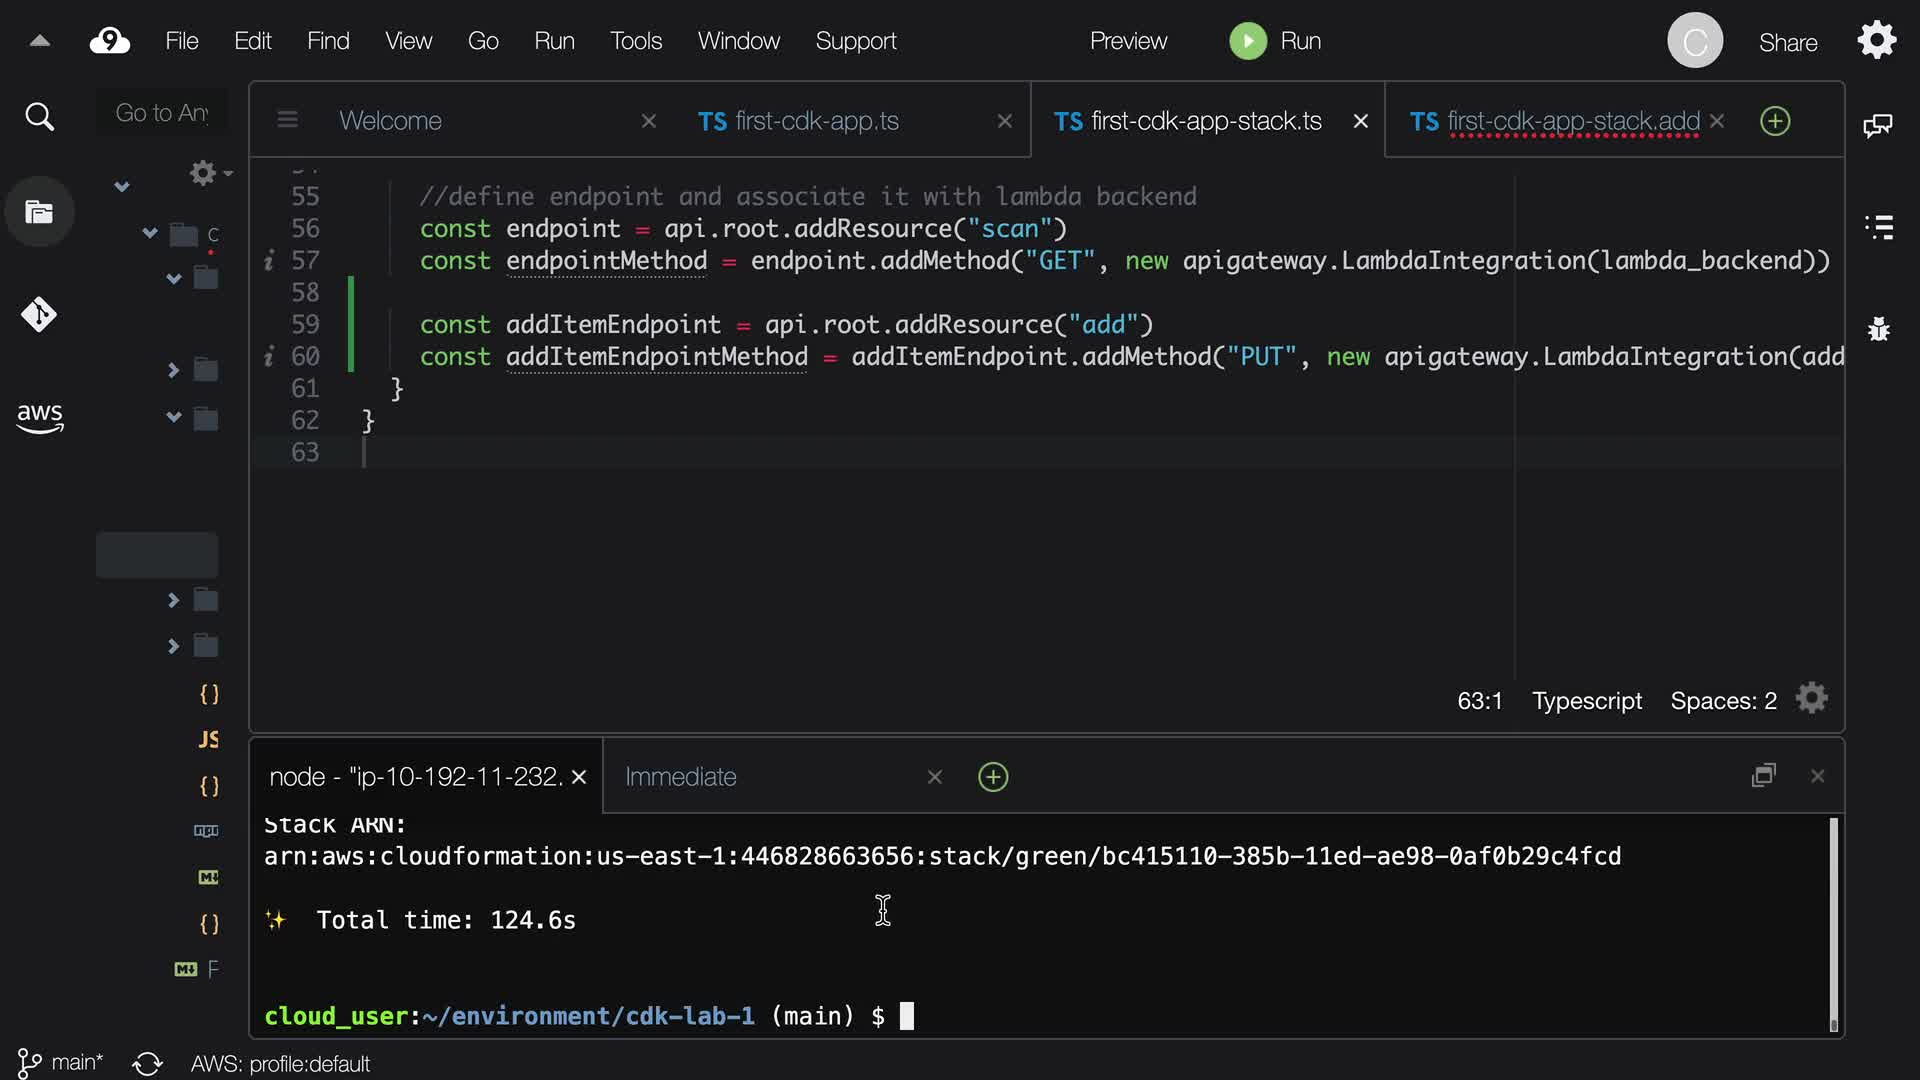 9 File Edit Find View Go Run Tools Window Support Preview Run C Share
Go to Any
Welcome TS first-cdk-app.ts TS first-cdk-app-stack.ts TS first-cdk-app-stack.add
55 //define endpoint and associate it with lambda backend
56 const endpoint = api.root.addResource("scan")
i 57 const endpointMethod = endpoint.addMethod("GET", new apigateway.LambdaIntegration(lambda_backend))
58
59 const addItemEndpoint = api.root.addResource("add")
i 60 const addItemEndpointMethod = addItemEndpoint.addMethod("PUT", new apigateway.LambdaIntegration(add
61 }
62 }
63
aws
c
{}
JS
{}
M↓
{}
M↓ F
63:1 Typescript Spaces: 2
node - "ip-10-192-11-232. Immediate
Stack ARN:
arn:aws:cloudformation:us-east-1:446828663656:stack/green/bc415110-385b-11ed-ae98-0af0b29c4fcd
✨ Total time: 124.6s
cloud_user:~/environment/cdk-lab-1 (main) $
main* AWS: profile:default